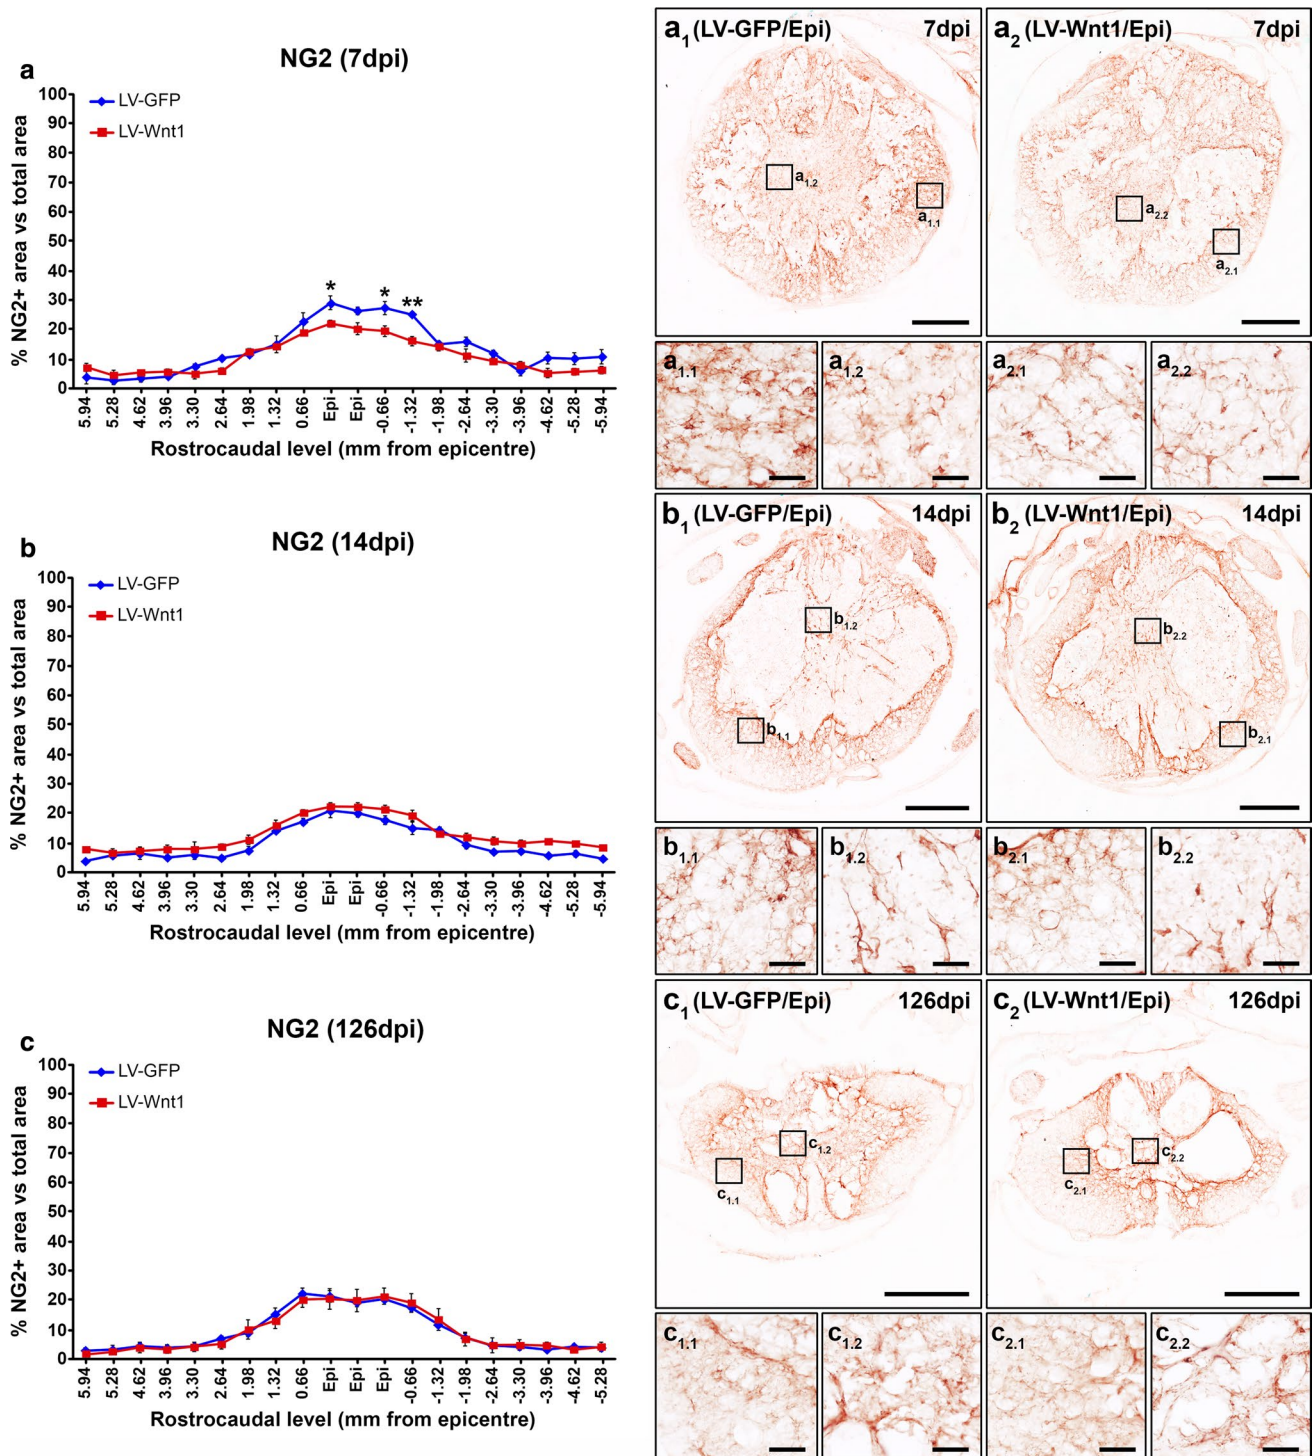 a
NG2 (7dpi)
LV-GFP
LV-Wnt1
% NG2+ area vs total area
100
90
80
70
60
50
40
30
20
10
0
* * **
5.94 5.28 4.62 3.96 3.30 2.64 1.98 1.32 0.66 Epi Epi -0.66 -1.32 -1.98 -2.64 -3.30 -3.96 -4.62 -5.28 -5.94
Rostrocaudal level (mm from epicentre)
b
NG2 (14dpi)
LV-GFP
LV-Wnt1
% NG2+ area vs total area
100
90
80
70
60
50
40
30
20
10
0
5.94 5.28 4.62 3.96 3.30 2.64 1.98 1.32 0.66 Epi Epi -0.66 -1.32 -1.98 -2.64 -3.30 -3.96 -4.62 -5.28 -5.94
Rostrocaudal level (mm from epicentre)
c
NG2 (126dpi)
LV-GFP
LV-Wnt1
% NG2+ area vs total area
100
90
80
70
60
50
40
30
20
10
0
5.94 5.28 4.62 3.96 3.30 2.64 1.98 1.32 0.66 Epi Epi Epi -0.66 -1.32 -1.98 -2.64 -3.30 -3.96 -4.62 -5.28
Rostrocaudal level (mm from epicentre)
a1 (LV-GFP/Epi) 7dpi
a1.2
a1.1
a2 (LV-Wnt1/Epi) 7dpi
a2.2
a2.1
a1.1
a1.2
a2.1
a2.2
b1 (LV-GFP/Epi) 14dpi
b1.2
b1.1
b2 (LV-Wnt1/Epi) 14dpi
b2.2
b2.1
b1.1
b1.2
b2.1
b2.2
c1 (LV-GFP/Epi) 126dpi
c1.2
c1.1
c2 (LV-Wnt1/Epi) 126dpi
c2.2
c2.1
c1.1
c1.2
c2.1
c2.2